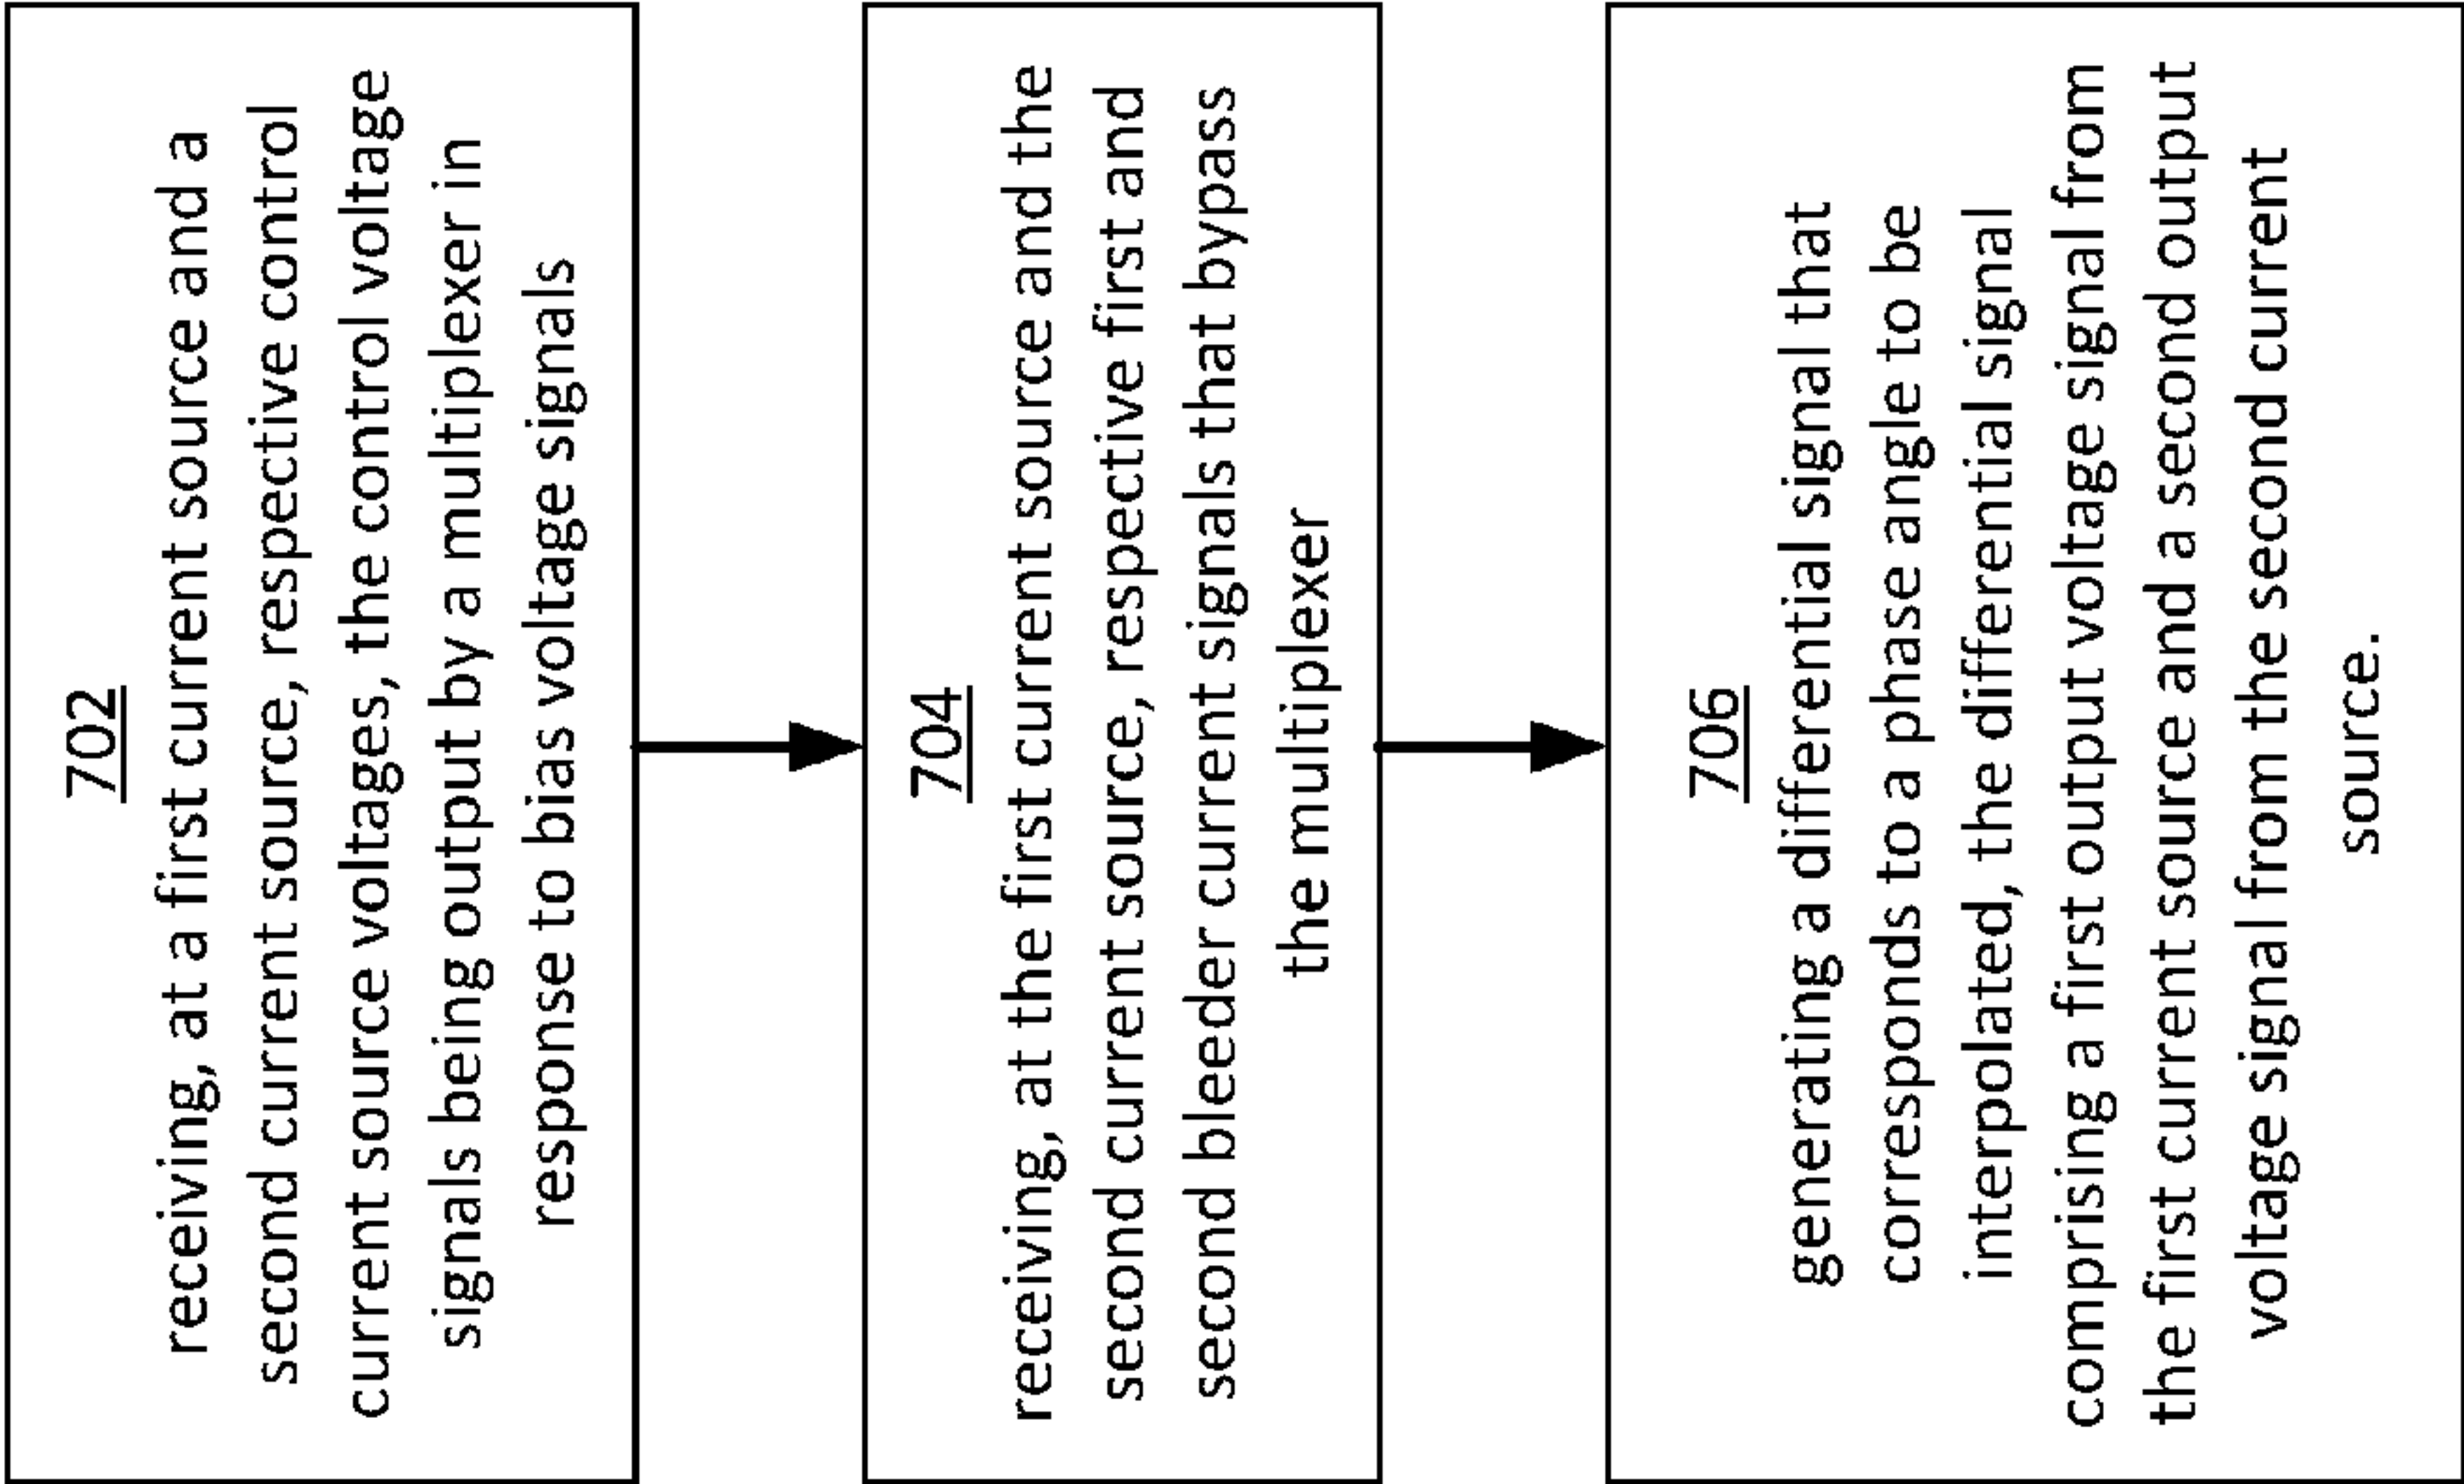 702
receiving, at a first current source and a
second current source, respective control
current source voltages, the control voltage
signals being output by a multiplexer in
response to bias voltage signals
704
receiving, at the first current source and the
second current source, respective first and
second bleeder current signals that bypass
the multiplexer
706
generating a differential signal that
corresponds to a phase angle to be
interpolated, the differential signal
comprising a first output voltage signal from
the first current source and a second output
voltage signal from the second current
source.